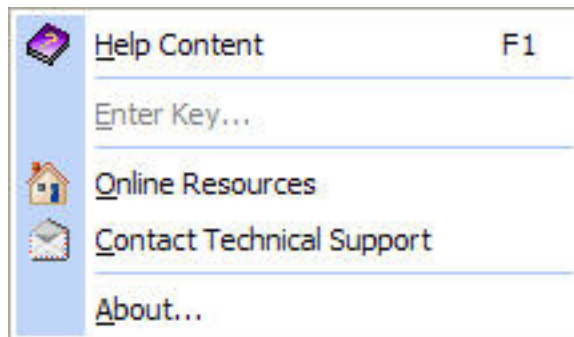 Help Content F1
Enter Key...
Online Resources
Contact Technical Support
About...